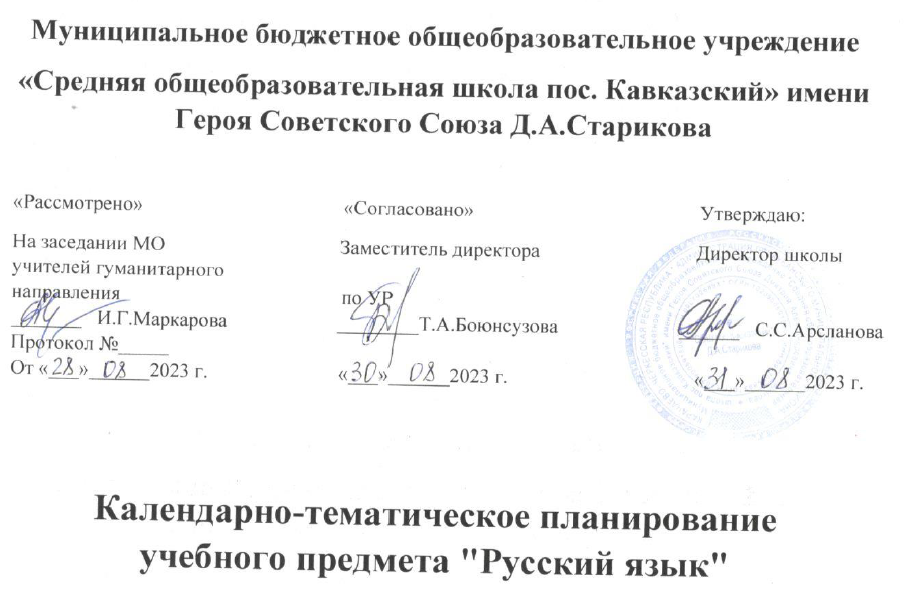 Муниципальное бюджетное общеобразовательное учреждение
«Средняя общеобразовательная школа пос. Кавказский» имени
Героя Советского Союза Д.А.Старикова
«Рассмотрено»
На заседании МО
учителей гуманитарного
направления
И.Г.Маркарова
Протокол №_____
От «28» 08 2023 г.
«Согласовано»
Заместитель директора
по УР
Т.А.Боюнсузова
«30» 08 2023 г.
Утверждаю:
Директор школы
С.С.Арсланова
«31» 08 2023 г.
Календарно-тематическое планирование
учебного предмета "Русский язык"